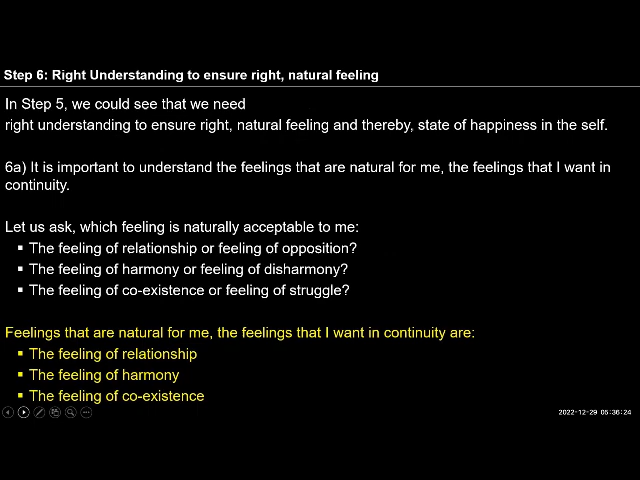 Step 6: Right Understanding to ensure right, natural feeling
In Step 5, we could see that we need
right understanding to ensure right, natural feeling and thereby, state of happiness in the self.
6a) It is important to understand the feelings that are natural for me, the feelings that I want in
continuity.
Let us ask, which feeling is naturally acceptable to me:
▪ The feeling of relationship or feeling of opposition?
▪ The feeling of harmony or feeling of disharmony?
▪ The feeling of co-existence or feeling of struggle?
Feelings that are natural for me, the feelings that I want in continuity are:
▪ The feeling of relationship
▪ The feeling of harmony
▪ The feeling of co-existence
2022-12-29 05:36:24